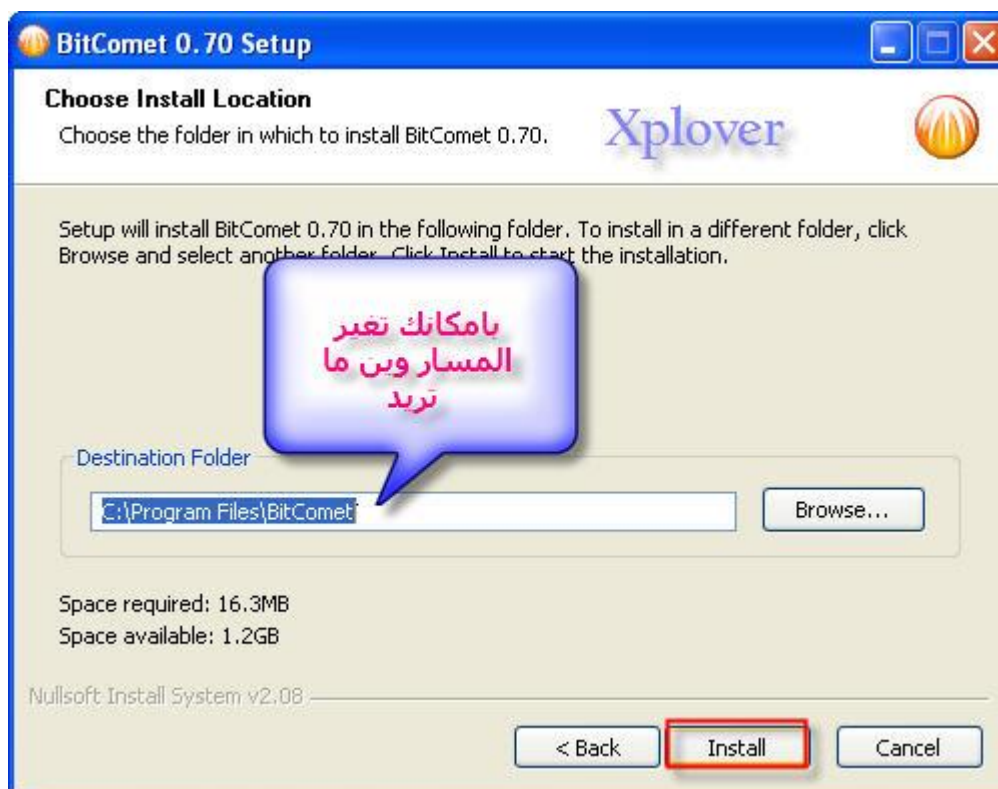 BitComet 0.70 Setup
Choose Install Location
Choose the folder in which to install BitComet 0.70.
Xplover
Setup will install BitComet 0.70 in the following folder. To install in a different folder, click
Browse and select another folder. Click Install to start the installation.
بامكانك تغير
المسار وين ما
تريد
Destination Folder
C:\Program Files\BitComet
Browse...
Space required: 16.3MB
Space available: 1.2GB
Nullsoft Install System v2.08
< Back
Install
Cancel